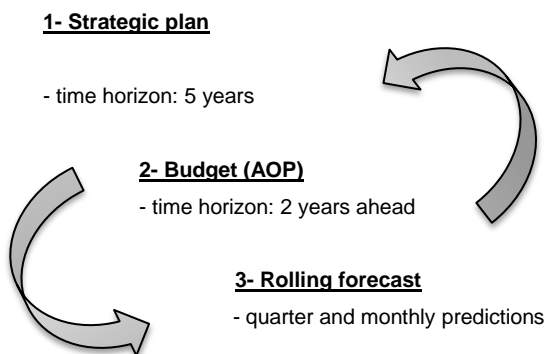 1- Strategic plan
- time horizon: 5 years
2- Budget (AOP)
- time horizon: 2 years ahead
3- Rolling forecast
- quarter and monthly predictions